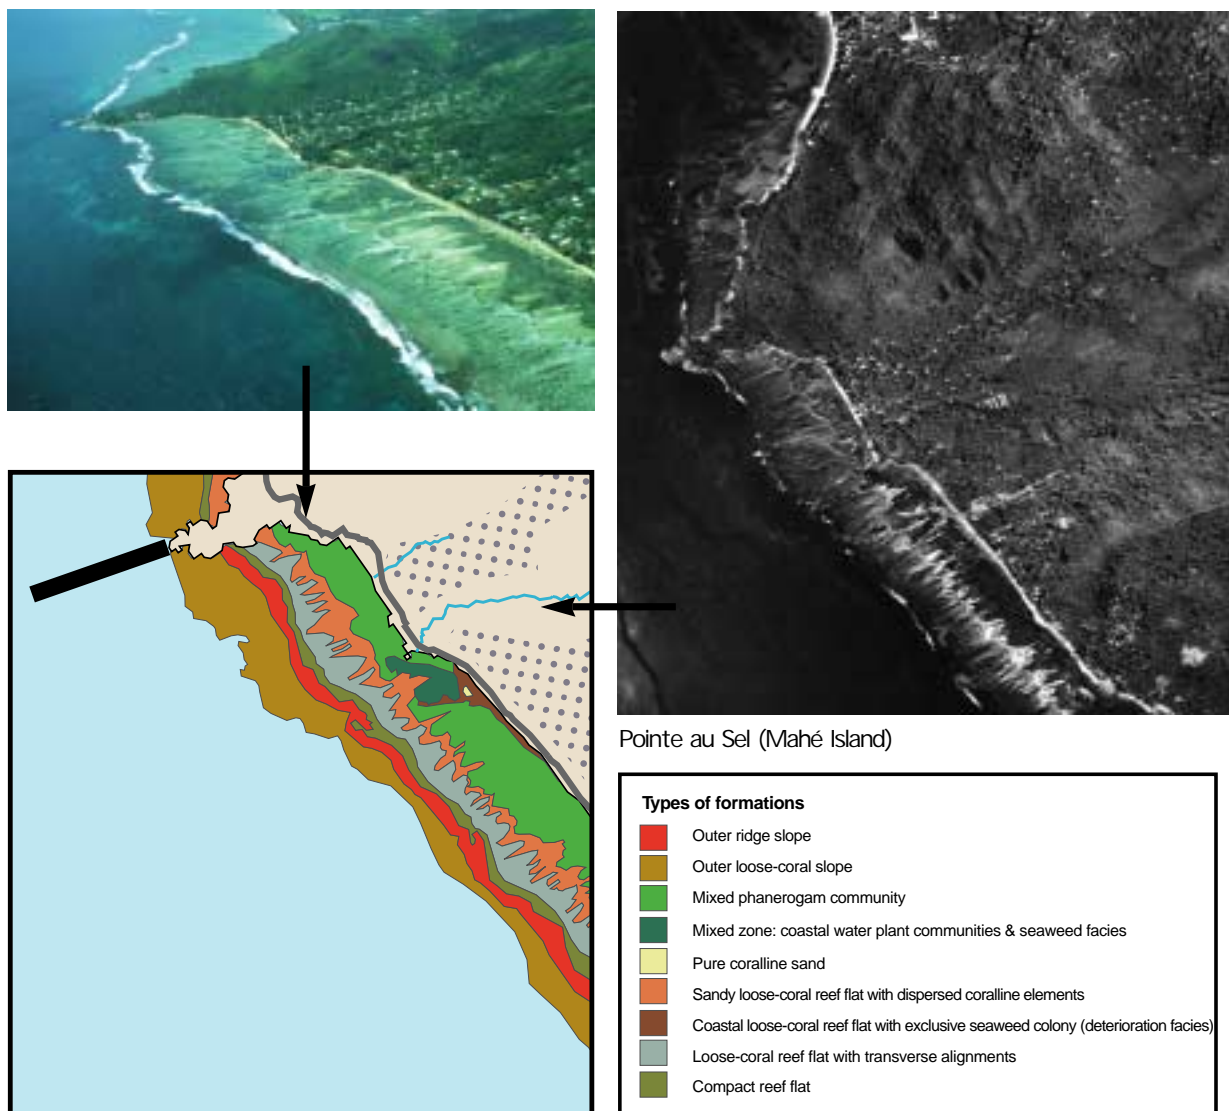 Pointe au Sel (Mahé Island)
Types of formations
Outer ridge slope
Outer loose-coral slope
Mixed phanerogam community
Mixed zone: coastal water plant communities & seaweed facies
Pure coralline sand
Sandy loose-coral reef flat with dispersed coralline elements
Coastal loose-coral reef flat with exclusive seaweed colony (deterioration facies)
Loose-coral reef flat with transverse alignments
Compact reef flat